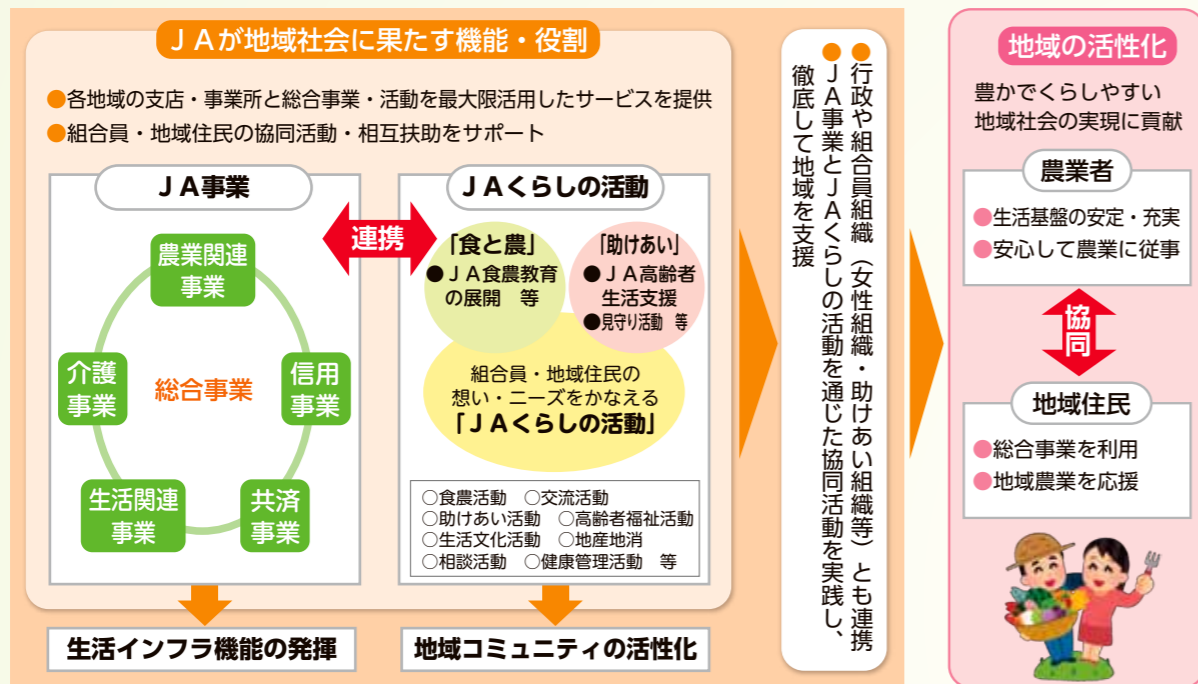 ＪＡが地域社会に果たす機能・役割
●各地域の支店・事業所と総合事業・活動を最大限活用したサービスを提供
●組合員・地域住民の協同活動・相互扶助をサポート
ＪＡ事業
農業関連
事業
介護
事業
総合事業
信用
事業
生活関連
事業
共済
事業
連携
ＪＡくらしの活動
「食と農」
●ＪＡ食農教育
の展開　等
「助けあい」
●ＪＡ高齢者
生活支援
●見守り活動　等
組合員・地域住民の
想い・ニーズをかなえる
「ＪＡくらしの活動」
○食農活動　○交流活動
○助けあい活動　○高齢者福祉活動
○生活文化活動　○地産地消
○相談活動　○健康管理活動　等
生活インフラ機能の発揮
地域コミュニティの活性化
●行政や組合員組織（女性組織・助けあい組織等）とも連携
●ＪＡ事業とＪＡくらしの活動を通じた協同活動を実践し、
徹底して地域を支援
地域の活性化
豊かでくらしやすい
地域社会の実現に貢献
農業者
●生活基盤の安定・充実
●安心して農業に従事
協同
地域住民
●総合事業を利用
●地域農業を応援